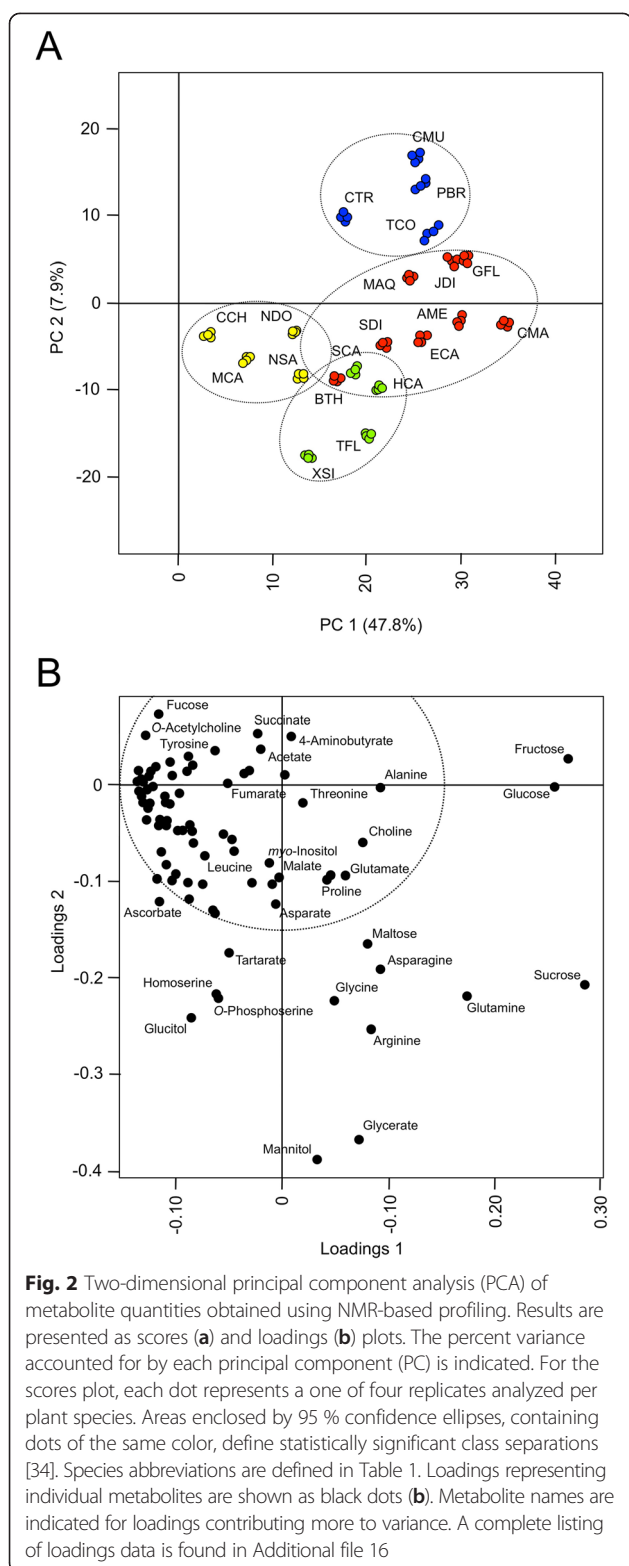 A
20
10
0
-10
-20
PC 2 (7.9%)
CMU
CTR
PBR
TCO
MAQ
JDI
GFL
CCH
NDO
SDI
AME
CMA
SCA
ECA
NSA
MCA
HCA
BTH
TFL
XSI
0
10
20
30
40
PC 1 (47.8%)
B
0
-0.1
-0.2
-0.3
-0.4
Loadings 2
Fucose
O-Acetylcholine
Succinate
4-Aminobutyrate
Tyrosine
Acetate
Fructose
Alanine
Glucose
Fumarate
Threonine
Choline
myo-Inositol
Leucine
Malate
Glutamate
Proline
Ascorbate
Asparate
Maltose
Tartarate
Asparagine
Sucrose
Homoserine
Glycine
Glutamine
O-Phosphoserine
Glucitol
Arginine
Glycerate
Mannitol
-0.10
0
-0.10
0.20
0.30
Loadings 1
Fig. 2 Two-dimensional principal component analysis (PCA) of
metabolite quantities obtained using NMR-based profiling. Results are
presented as scores (a) and loadings (b) plots. The percent variance
accounted for by each principal component (PC) is indicated. For the
scores plot, each dot represents a one of four replicates analyzed per
plant species. Areas enclosed by 95 % confidence ellipses, containing
dots of the same color, define statistically significant class separations
[34]. Species abbreviations are defined in Table 1. Loadings representing
individual metabolites are shown as black dots (b). Metabolite names are
indicated for loadings contributing more to variance. A complete listing
of loadings data is found in Additional file 16